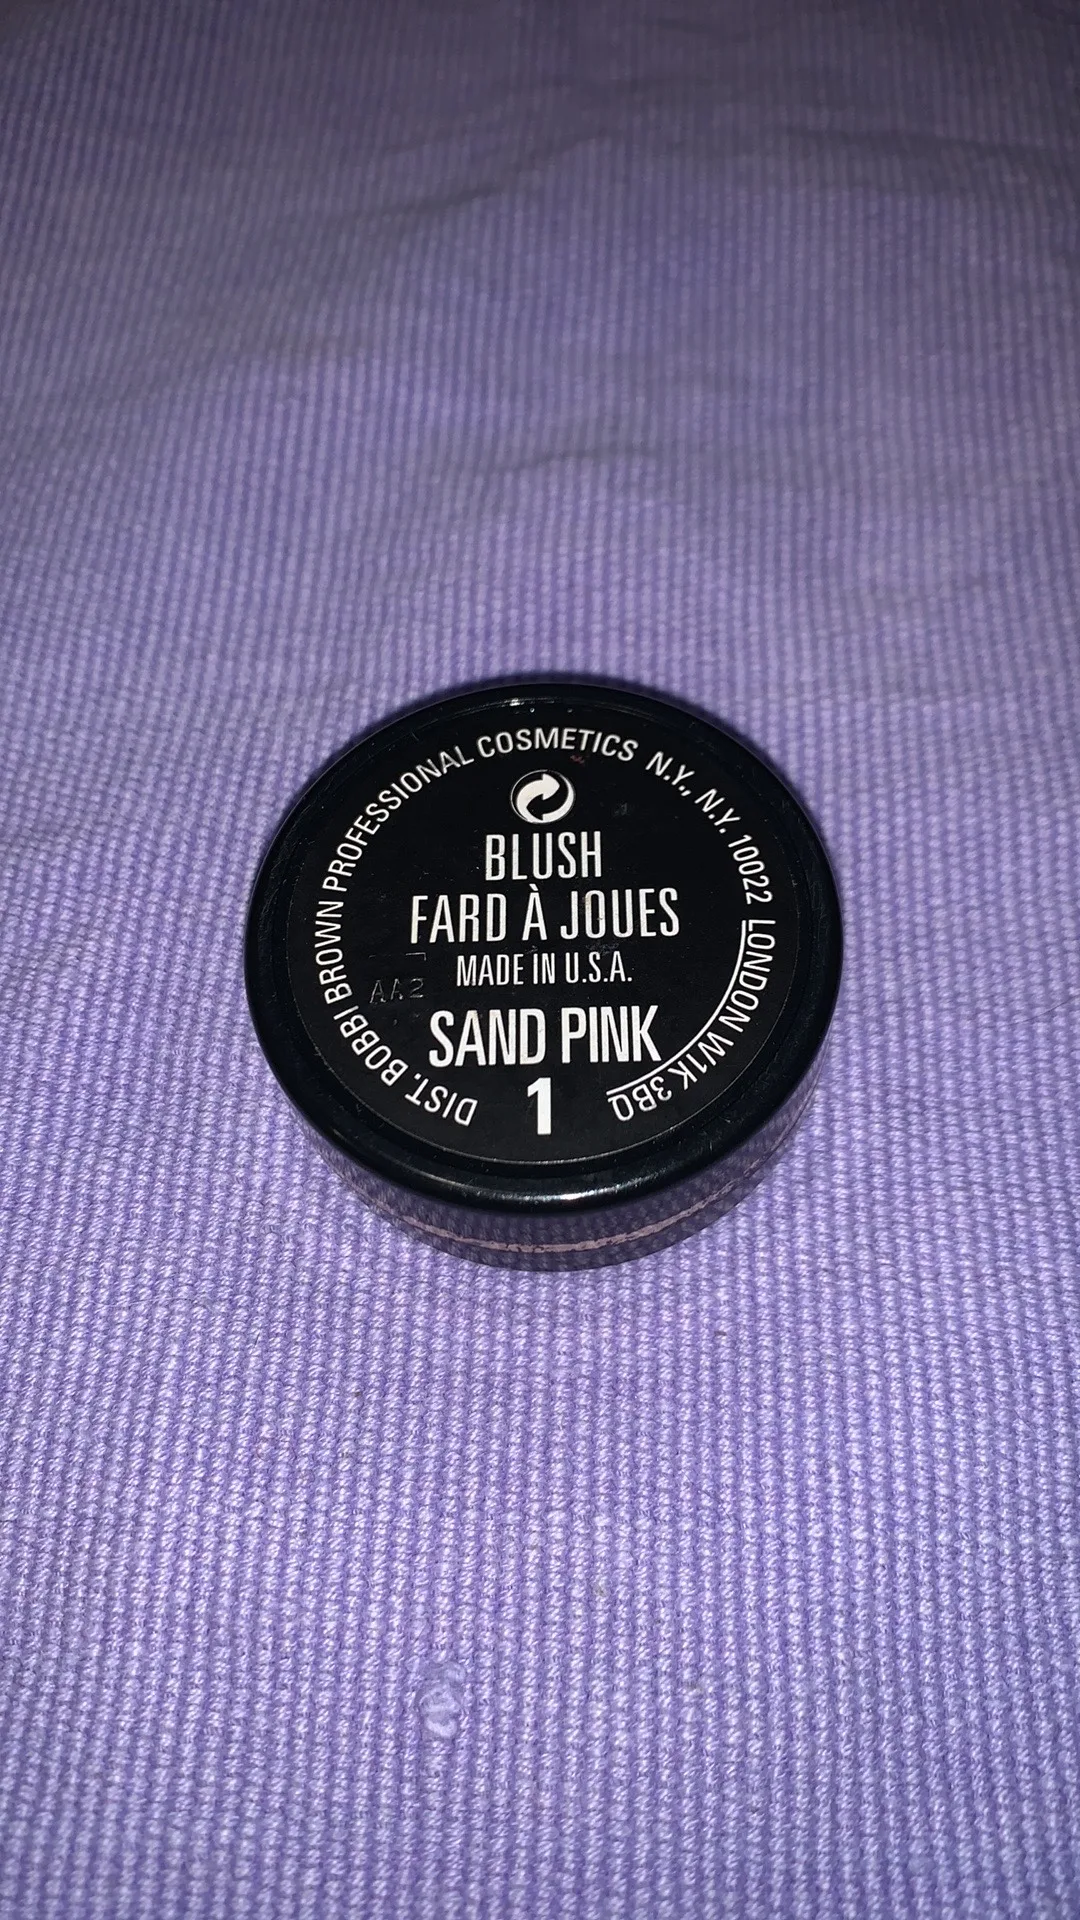 DIST. BOBBI BROWN PROFESSIONAL COSMETICS N.Y., N.Y. 10022 LONDON W1K 3BQ
BLUSH
FARD À JOUES
MADE IN U.S.A.
AA2
SAND PINK
1